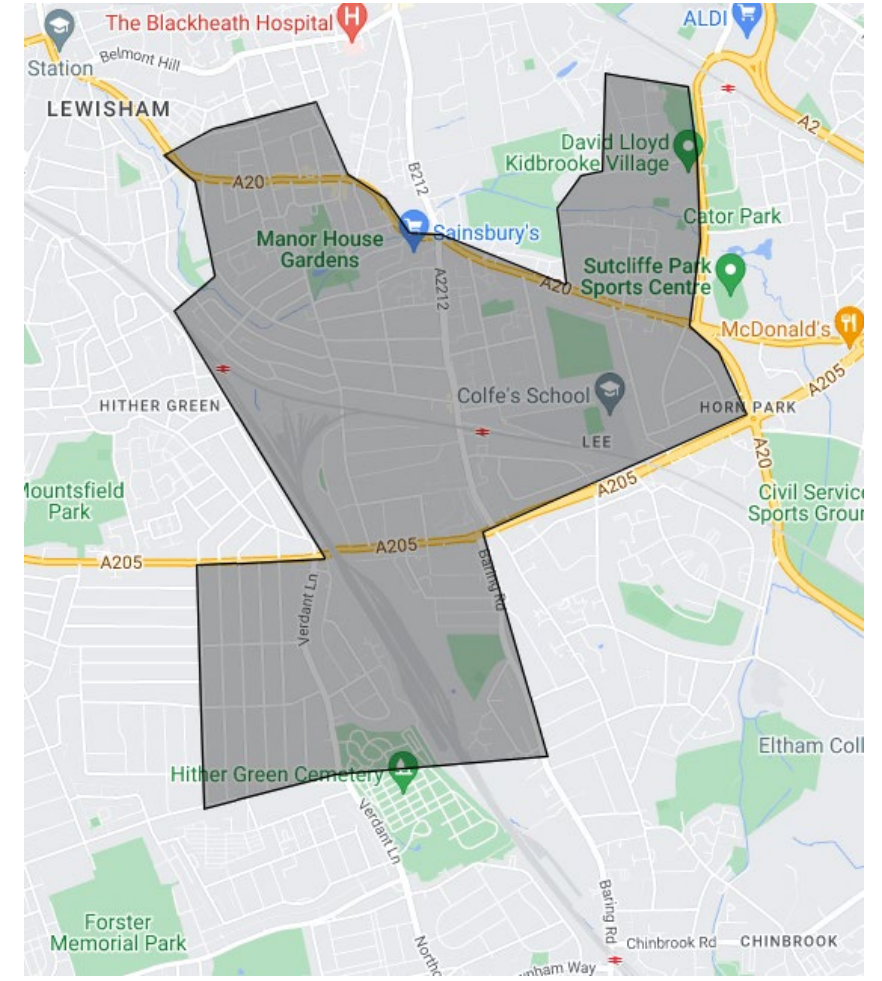 The Blackheath Hospital
H
ALDI
Belmont Hill
Station
LEWISHAM
A2
David Lloyd
Kidbrooke Village
B212
A20
Cator Park
Manor House
Gardens
Sainsbury's
A2212
Sutcliffe Park
Sports Centre
A20
McDonald's
A205
Colfe's School
HITHER GREEN
HORN PARK
LEE
A20
A205
Mountsfield
Park
Civil Service
Sports Groun
A205
A205
Baring Rd
Verdant Ln
Eltham Coll
Hither Green Cemetery
Verdant Ln
Baring Rd
Forster
Memorial Park
Chinbrook Rd
CHINBROOK
Northo
nham Way